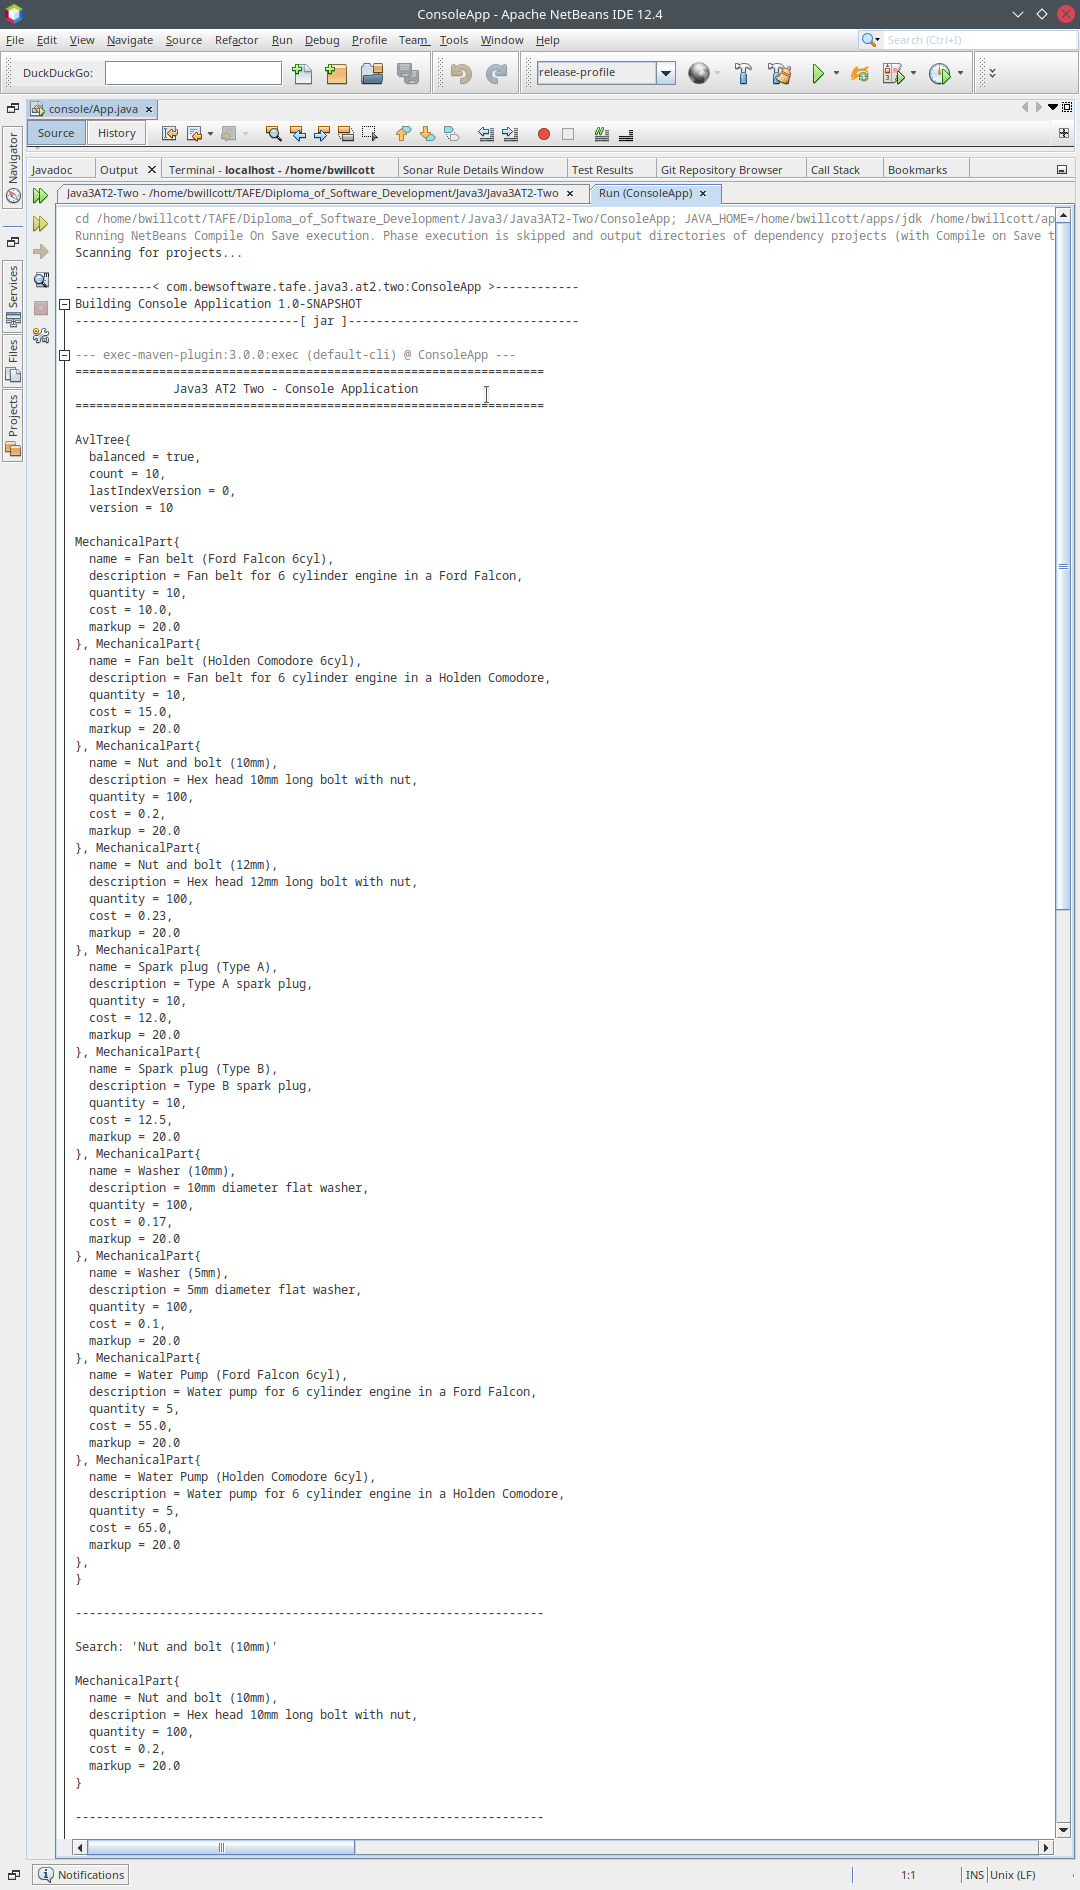 ConsoleApp - Apache NetBeans IDE 12.4
File Edit View Navigate Source Refactor Run Debug Profile Team Tools Window Help
Search (Ctrl+I)
DuckDuckGo:
release-profile
console/App.java
Source History
Javadoc Output Terminal - localhost - /home/bwillcott Sonar Rule Details Window Test Results Git Repository Browser Call Stack Bookmarks
Java3AT2-Two - /home/bwillcott/TAFE/Diploma_of_Software_Development/Java3/Java3AT2-Two Run (ConsoleApp)
Navigator
Services
Files
Projects
cd /home/bwillcott/TAFE/Diploma_of_Software_Development/Java3/Java3AT2-Two/ConsoleApp; JAVA_HOME=/home/bwillcott/apps/jdk /home/bwillcott/ap
Running NetBeans Compile On Save execution. Phase execution is skipped and output directories of dependency projects (with Compile on Save t
Scanning for projects...
-----------< com.bewsoftware.tafe.java3.at2.two:ConsoleApp >------------
Building Console Application 1.0-SNAPSHOT
--------------------------------[ jar ]---------------------------------
--- exec-maven-plugin:3.0.0:exec (default-cli) @ ConsoleApp ---
===================================================================
Java3 AT2 Two - Console Application
===================================================================
AvlTree{
balanced = true,
count = 10,
lastIndexVersion = 0,
version = 10
MechanicalPart{
name = Fan belt (Ford Falcon 6cyl),
description = Fan belt for 6 cylinder engine in a Ford Falcon,
quantity = 10,
cost = 10.0,
markup = 20.0
}, MechanicalPart{
name = Fan belt (Holden Comodore 6cyl),
description = Fan belt for 6 cylinder engine in a Holden Comodore,
quantity = 10,
cost = 15.0,
markup = 20.0
}, MechanicalPart{
name = Nut and bolt (10mm),
description = Hex head 10mm long bolt with nut,
quantity = 100,
cost = 0.2,
markup = 20.0
}, MechanicalPart{
name = Nut and bolt (12mm),
description = Hex head 12mm long bolt with nut,
quantity = 100,
cost = 0.23,
markup = 20.0
}, MechanicalPart{
name = Spark plug (Type A),
description = Type A spark plug,
quantity = 10,
cost = 12.0,
markup = 20.0
}, MechanicalPart{
name = Spark plug (Type B),
description = Type B spark plug,
quantity = 10,
cost = 12.5,
markup = 20.0
}, MechanicalPart{
name = Washer (10mm),
description = 10mm diameter flat washer,
quantity = 100,
cost = 0.17,
markup = 20.0
}, MechanicalPart{
name = Washer (5mm),
description = 5mm diameter flat washer,
quantity = 100,
cost = 0.1,
markup = 20.0
}, MechanicalPart{
name = Water Pump (Ford Falcon 6cyl),
description = Water pump for 6 cylinder engine in a Ford Falcon,
quantity = 5,
cost = 55.0,
markup = 20.0
}, MechanicalPart{
name = Water Pump (Holden Comodore 6cyl),
description = Water pump for 6 cylinder engine in a Holden Comodore,
quantity = 5,
cost = 65.0,
markup = 20.0
},
}
-------------------------------------------------------------------
Search: 'Nut and bolt (10mm)'
MechanicalPart{
name = Nut and bolt (10mm),
description = Hex head 10mm long bolt with nut,
quantity = 100,
cost = 0.2,
markup = 20.0
}
-------------------------------------------------------------------
Notifications 1:1 INS Unix (LF)